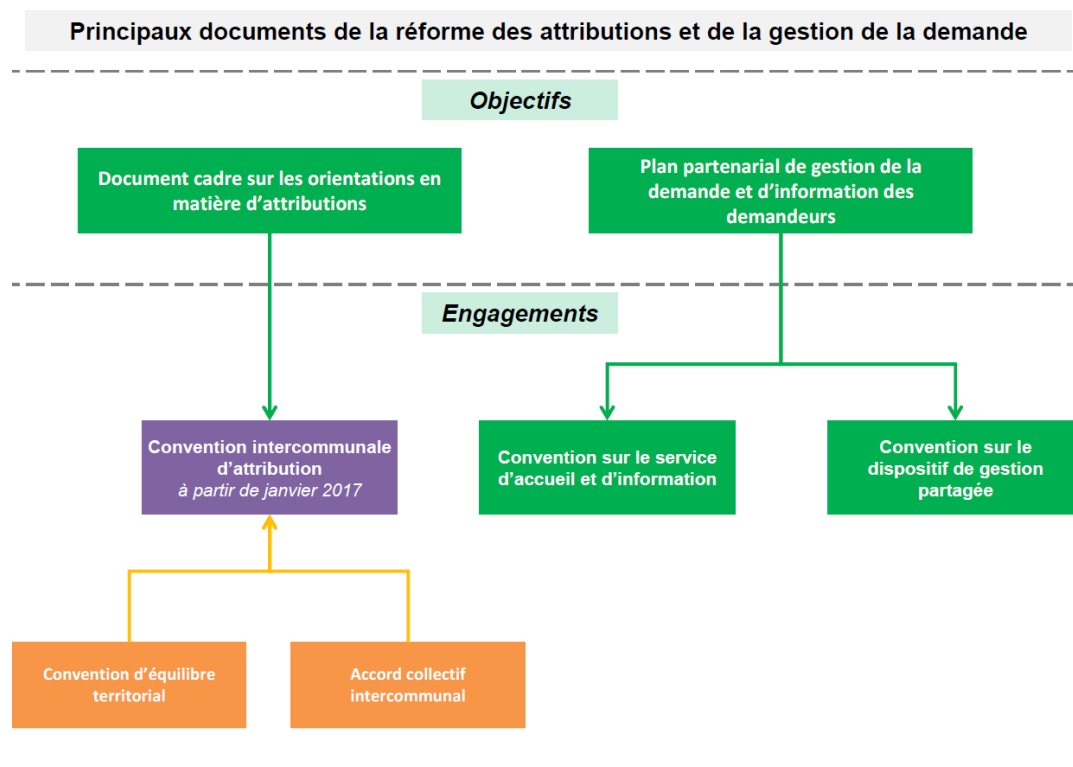 Principaux documents de la réforme des attributions et de la gestion de la demande
Objectifs
Document cadre sur les orientations en
matière d’attributions
Plan partenarial de gestion de la
demande et d’information des
demandeurs
Engagements
Convention intercommunale
d’attribution
à partir de janvier 2017
Convention sur le service
d’accueil et d’information
Convention sur le
dispositif de gestion
partagée
Convention d’équilibre
territorial
Accord collectif
intercommunal